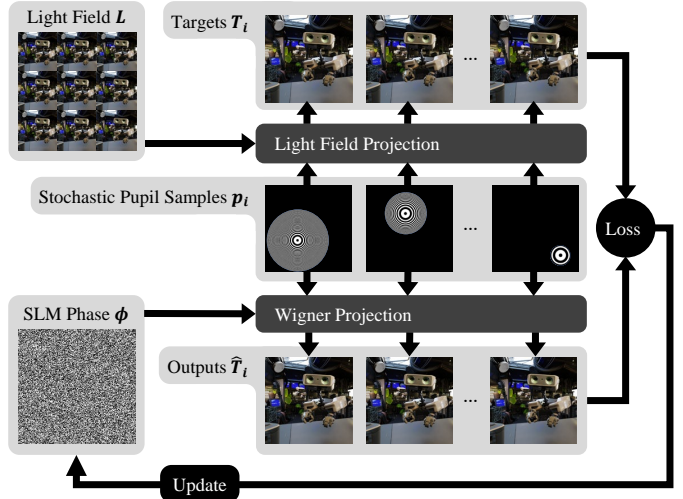 Light Field L
Targets Tᵢ
...
Light Field Projection
Stochastic Pupil Samples pᵢ
...
Loss
SLM Phase ϕ
Wigner Projection
Outputs T̂ᵢ
...
Update